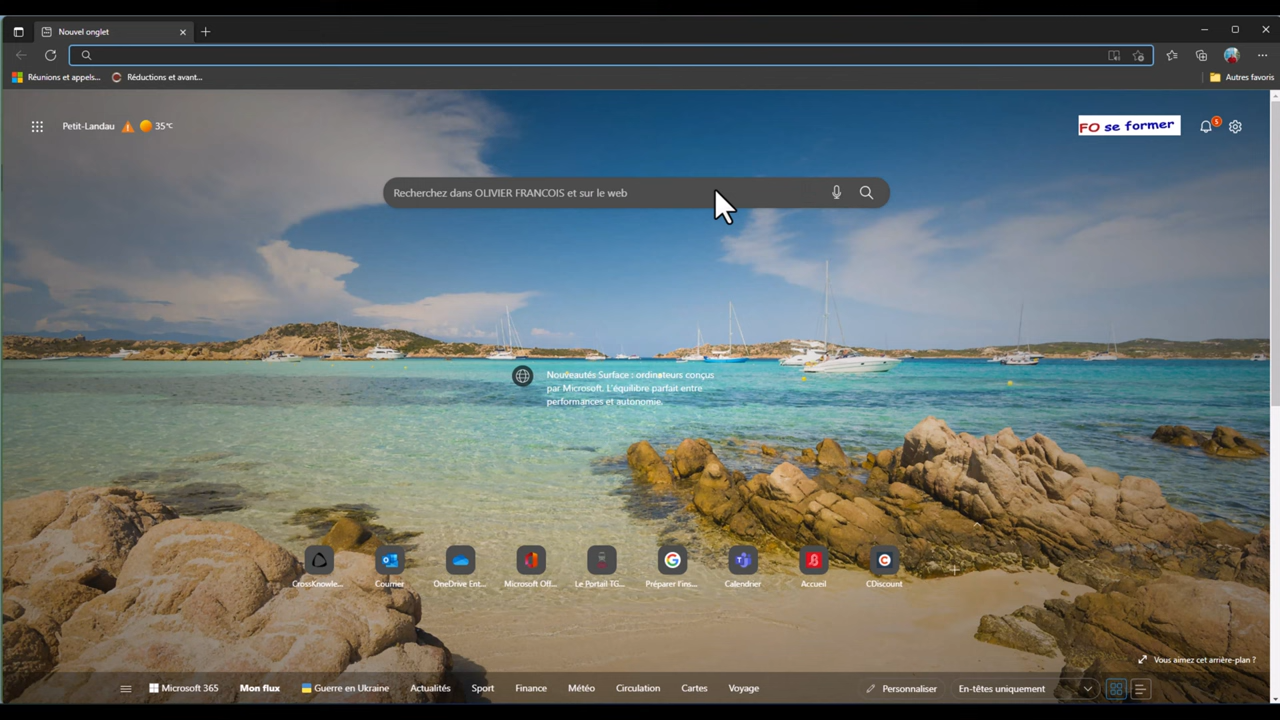 Nouvel onglet
Réunions et appels...
Réductions et avant...
Autres favoris
Petit-Landau
35°C
FO se former
5
Recherchez dans OLIVIER FRANCOIS et sur le web
Nouveautés Surface : ordinateurs conçus
par Microsoft. L'équilibre parfait entre
performances et autonomie.
CrossKnowle...
Courrier
OneDrive Ent...
Microsoft Off...
Le Portail TG...
Préparer l'ins...
Calendrier
Accueil
CDiscount
Vous aimez cet arrière-plan ?
Microsoft 365
Mon flux
Guerre en Ukraine
Actualités
Sport
Finance
Météo
Circulation
Cartes
Voyage
Personnaliser
En-têtes uniquement